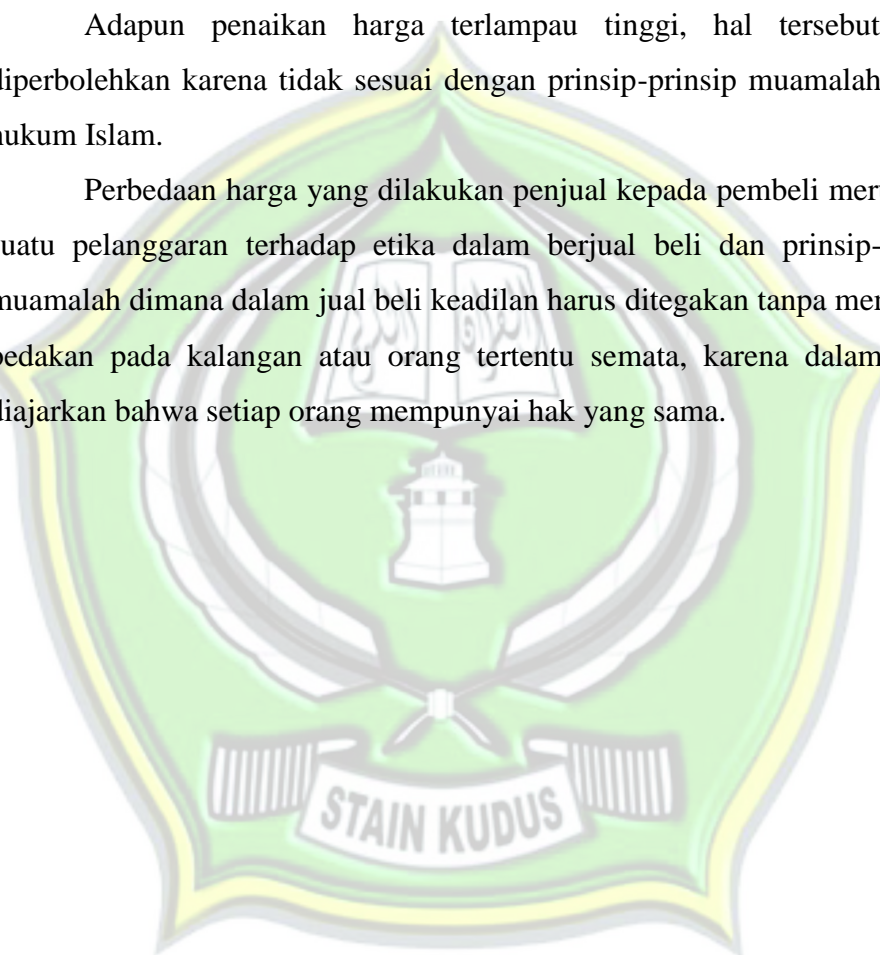 Adapun penaikan harga terlampau tinggi, hal tersebut
diperbolehkan karena tidak sesuai dengan prinsip-prinsip muamalah
hukum Islam.
Perbedaan harga yang dilakukan penjual kepada pembeli mer
suatu pelanggaran terhadap etika dalam berjual beli dan prinsip-
muamalah dimana dalam jual beli keadilan harus ditegakan tanpa
bedakan pada kalangan atau orang tertentu semata, karena dalam
diajarkan bahwa setiap orang mempunyai hak yang sama.
STAIN KUDUS